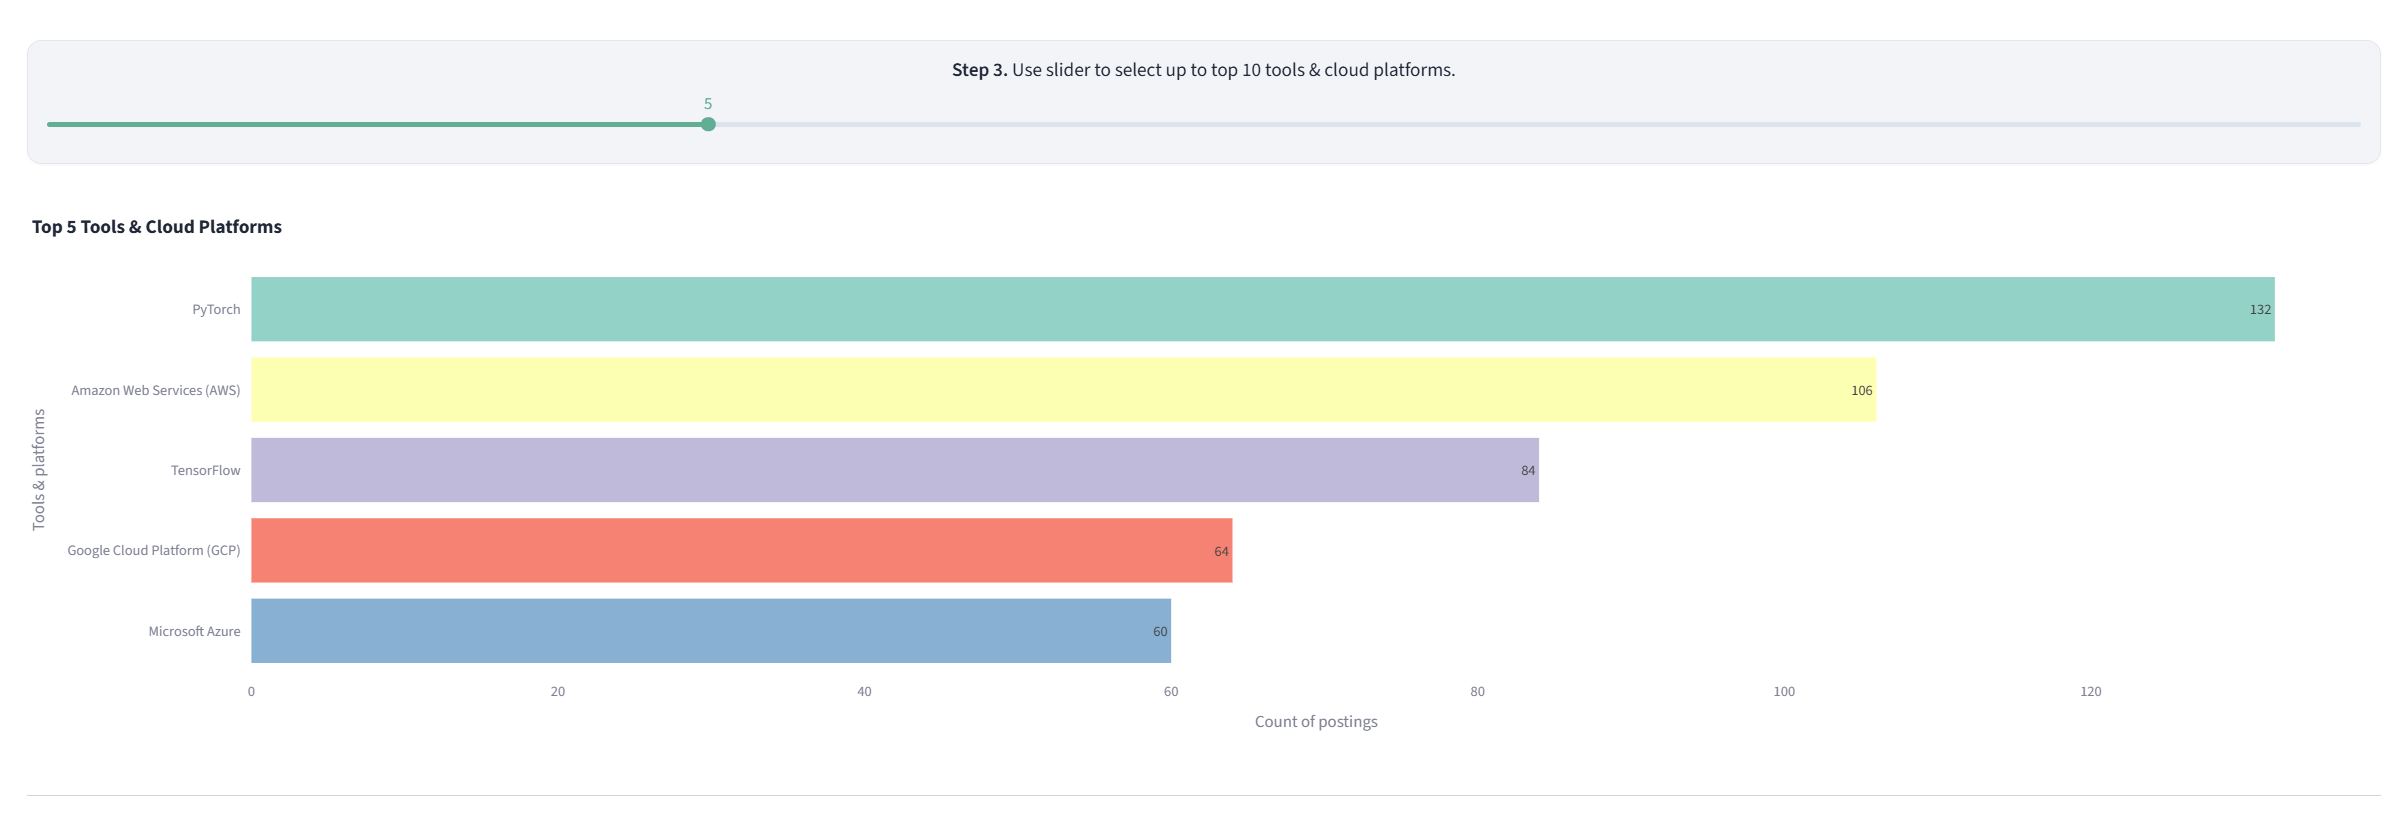 Step 3. Use slider to select up to top 10 tools & cloud platforms.
5
Top 5 Tools & Cloud Platforms
Tools & platforms
PyTorch
132
Amazon Web Services (AWS)
106
TensorFlow
84
Google Cloud Platform (GCP)
64
Microsoft Azure
60
0 20 40 60 80 100 120
Count of postings